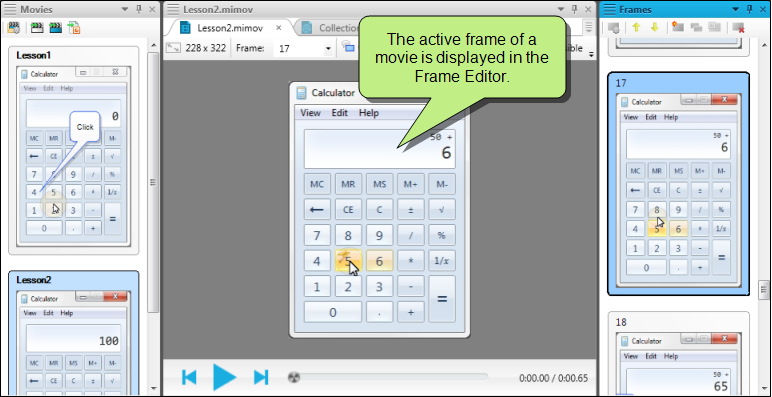 Movies
Lesson1
Calculator
View Edit Help
0
Click
MC MR M-
← CE C ± √
7 9 / %
4 5 6 * 1/x
1 3 - =
0 . +
Lesson2
Calculator
View Edit Help
100
MC MR MS M+ M-
← CE C ± √
Lesson2.mimov
Lesson2.mimov × Collection
228 x 322 Frame: 17
The active frame of a
movie is displayed in the
Frame Editor.
Calculator
View Edit Help
50 +
6
MC MR MS M+ M-
← CE C ± √
7 8 9 / %
4 5 6 * 1/x
1 2 3 - =
0 . +
0:00.00 / 0:00.65
Frames
17
Calculator
View Edit Help
50 +
6
MC MR MS M+ M-
← CE C ± √
7 8 9 / %
4 5 6 * 1/x
1 2 3 - =
0 . +
18
Calculator
View Edit Help
50 +
65